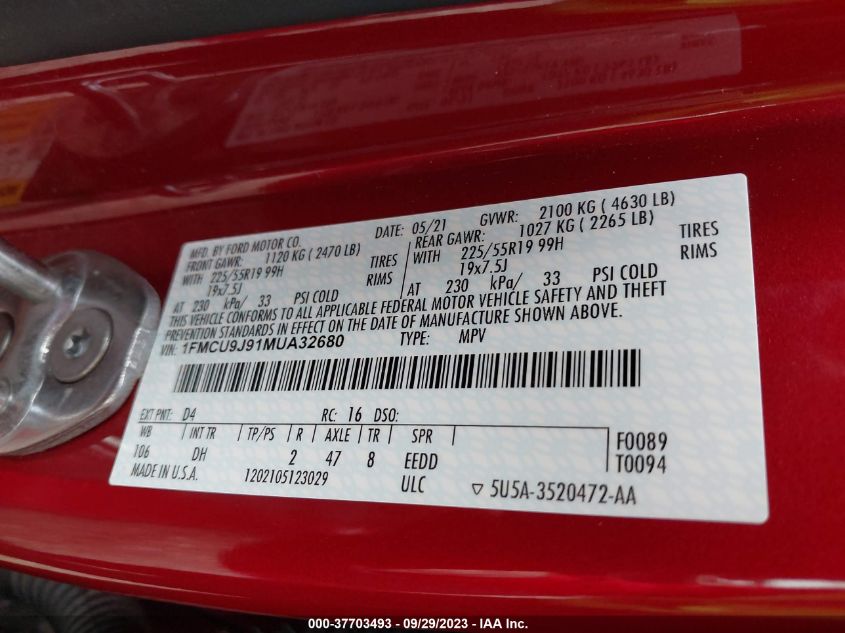 MFD. BY FORD MOTOR CO.
DATE: 05/21 GVWR: 2100 KG ( 4630 LB)
FRONT GAWR: 1120 KG ( 2470 LB) REAR GAWR: 1027 KG ( 2265 LB)
WITH 225/55R19 99H TIRES WITH 225/55R19 99H TIRES
19x7.5J RIMS 19x7.5J RIMS
AT 230 kPa/ 33 PSI COLD AT 230 kPa/ 33 PSI COLD
THIS VEHICLE CONFORMS TO ALL APPLICABLE FEDERAL MOTOR VEHICLE SAFETY AND THEFT
PREVENTION STANDARDS IN EFFECT ON THE DATE OF MANUFACTURE SHOWN ABOVE.
VIN: 1FMCU9J91MUA32680 TYPE: MPV
EXT PNT: D4 RC: 16 DSO:
WB INT TR TP/PS R AXLE TR SPR F0089
106 DH 2 47 8 EEDD T0094
MADE IN U.S.A. 1202105123029 ULC ▽ 5U5A-3520472-AA
000-37703493 - 09/29/2023 - IAA Inc.